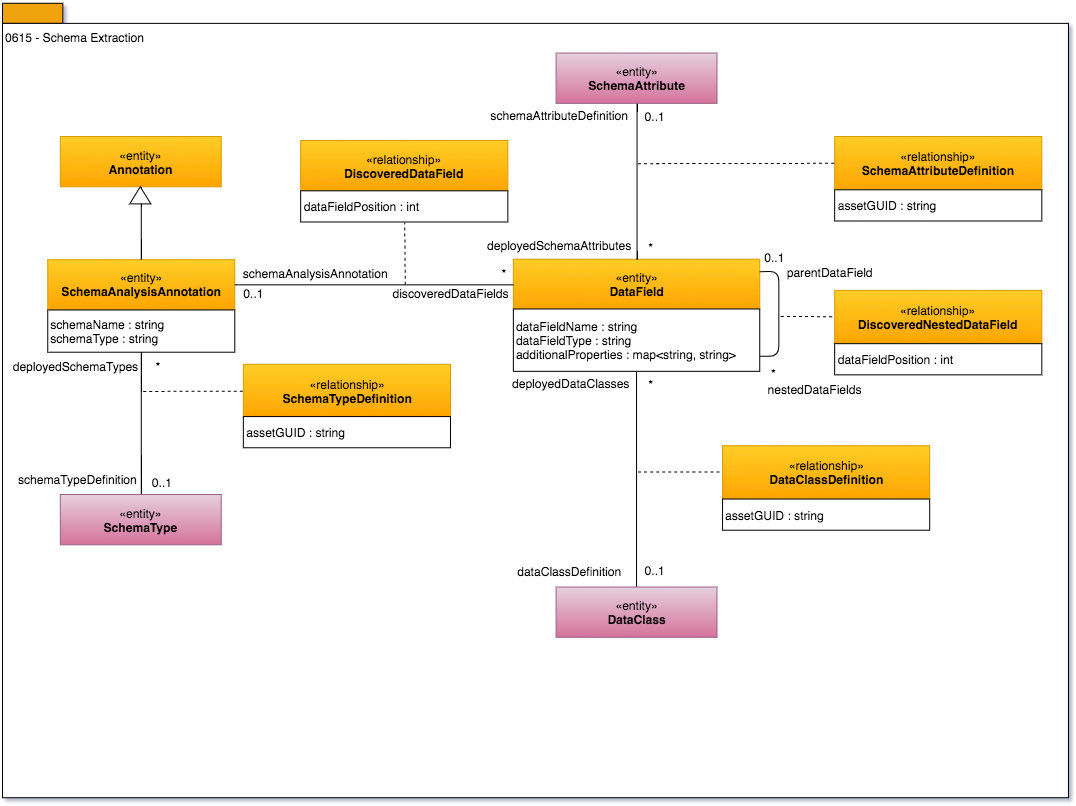 0615 - Schema Extraction
«entity»
SchemaAttribute
schemaAttributeDefinition
0..1
«entity»
Annotation
«relationship»
DiscoveredDataField
dataFieldPosition : int
«relationship»
SchemaAttributeDefinition
assetGUID : string
deployedSchemaAttributes
*
«entity»
SchemaAnalysisAnnotation
schemaName : string
schemaType : string
schemaAnalysisAnnotation
0..1
*
discoveredDataFields
«entity»
DataField
dataFieldName : string
dataFieldType : string
additionalProperties : map<string, string>
0..1
parentDataField
«relationship»
DiscoveredNestedDataField
dataFieldPosition : int
*
nestedDataFields
deployedSchemaTypes
*
«relationship»
SchemaTypeDefinition
assetGUID : string
deployedDataClasses
*
«relationship»
DataClassDefinition
assetGUID : string
schemaTypeDefinition
0..1
«entity»
SchemaType
dataClassDefinition
0..1
«entity»
DataClass